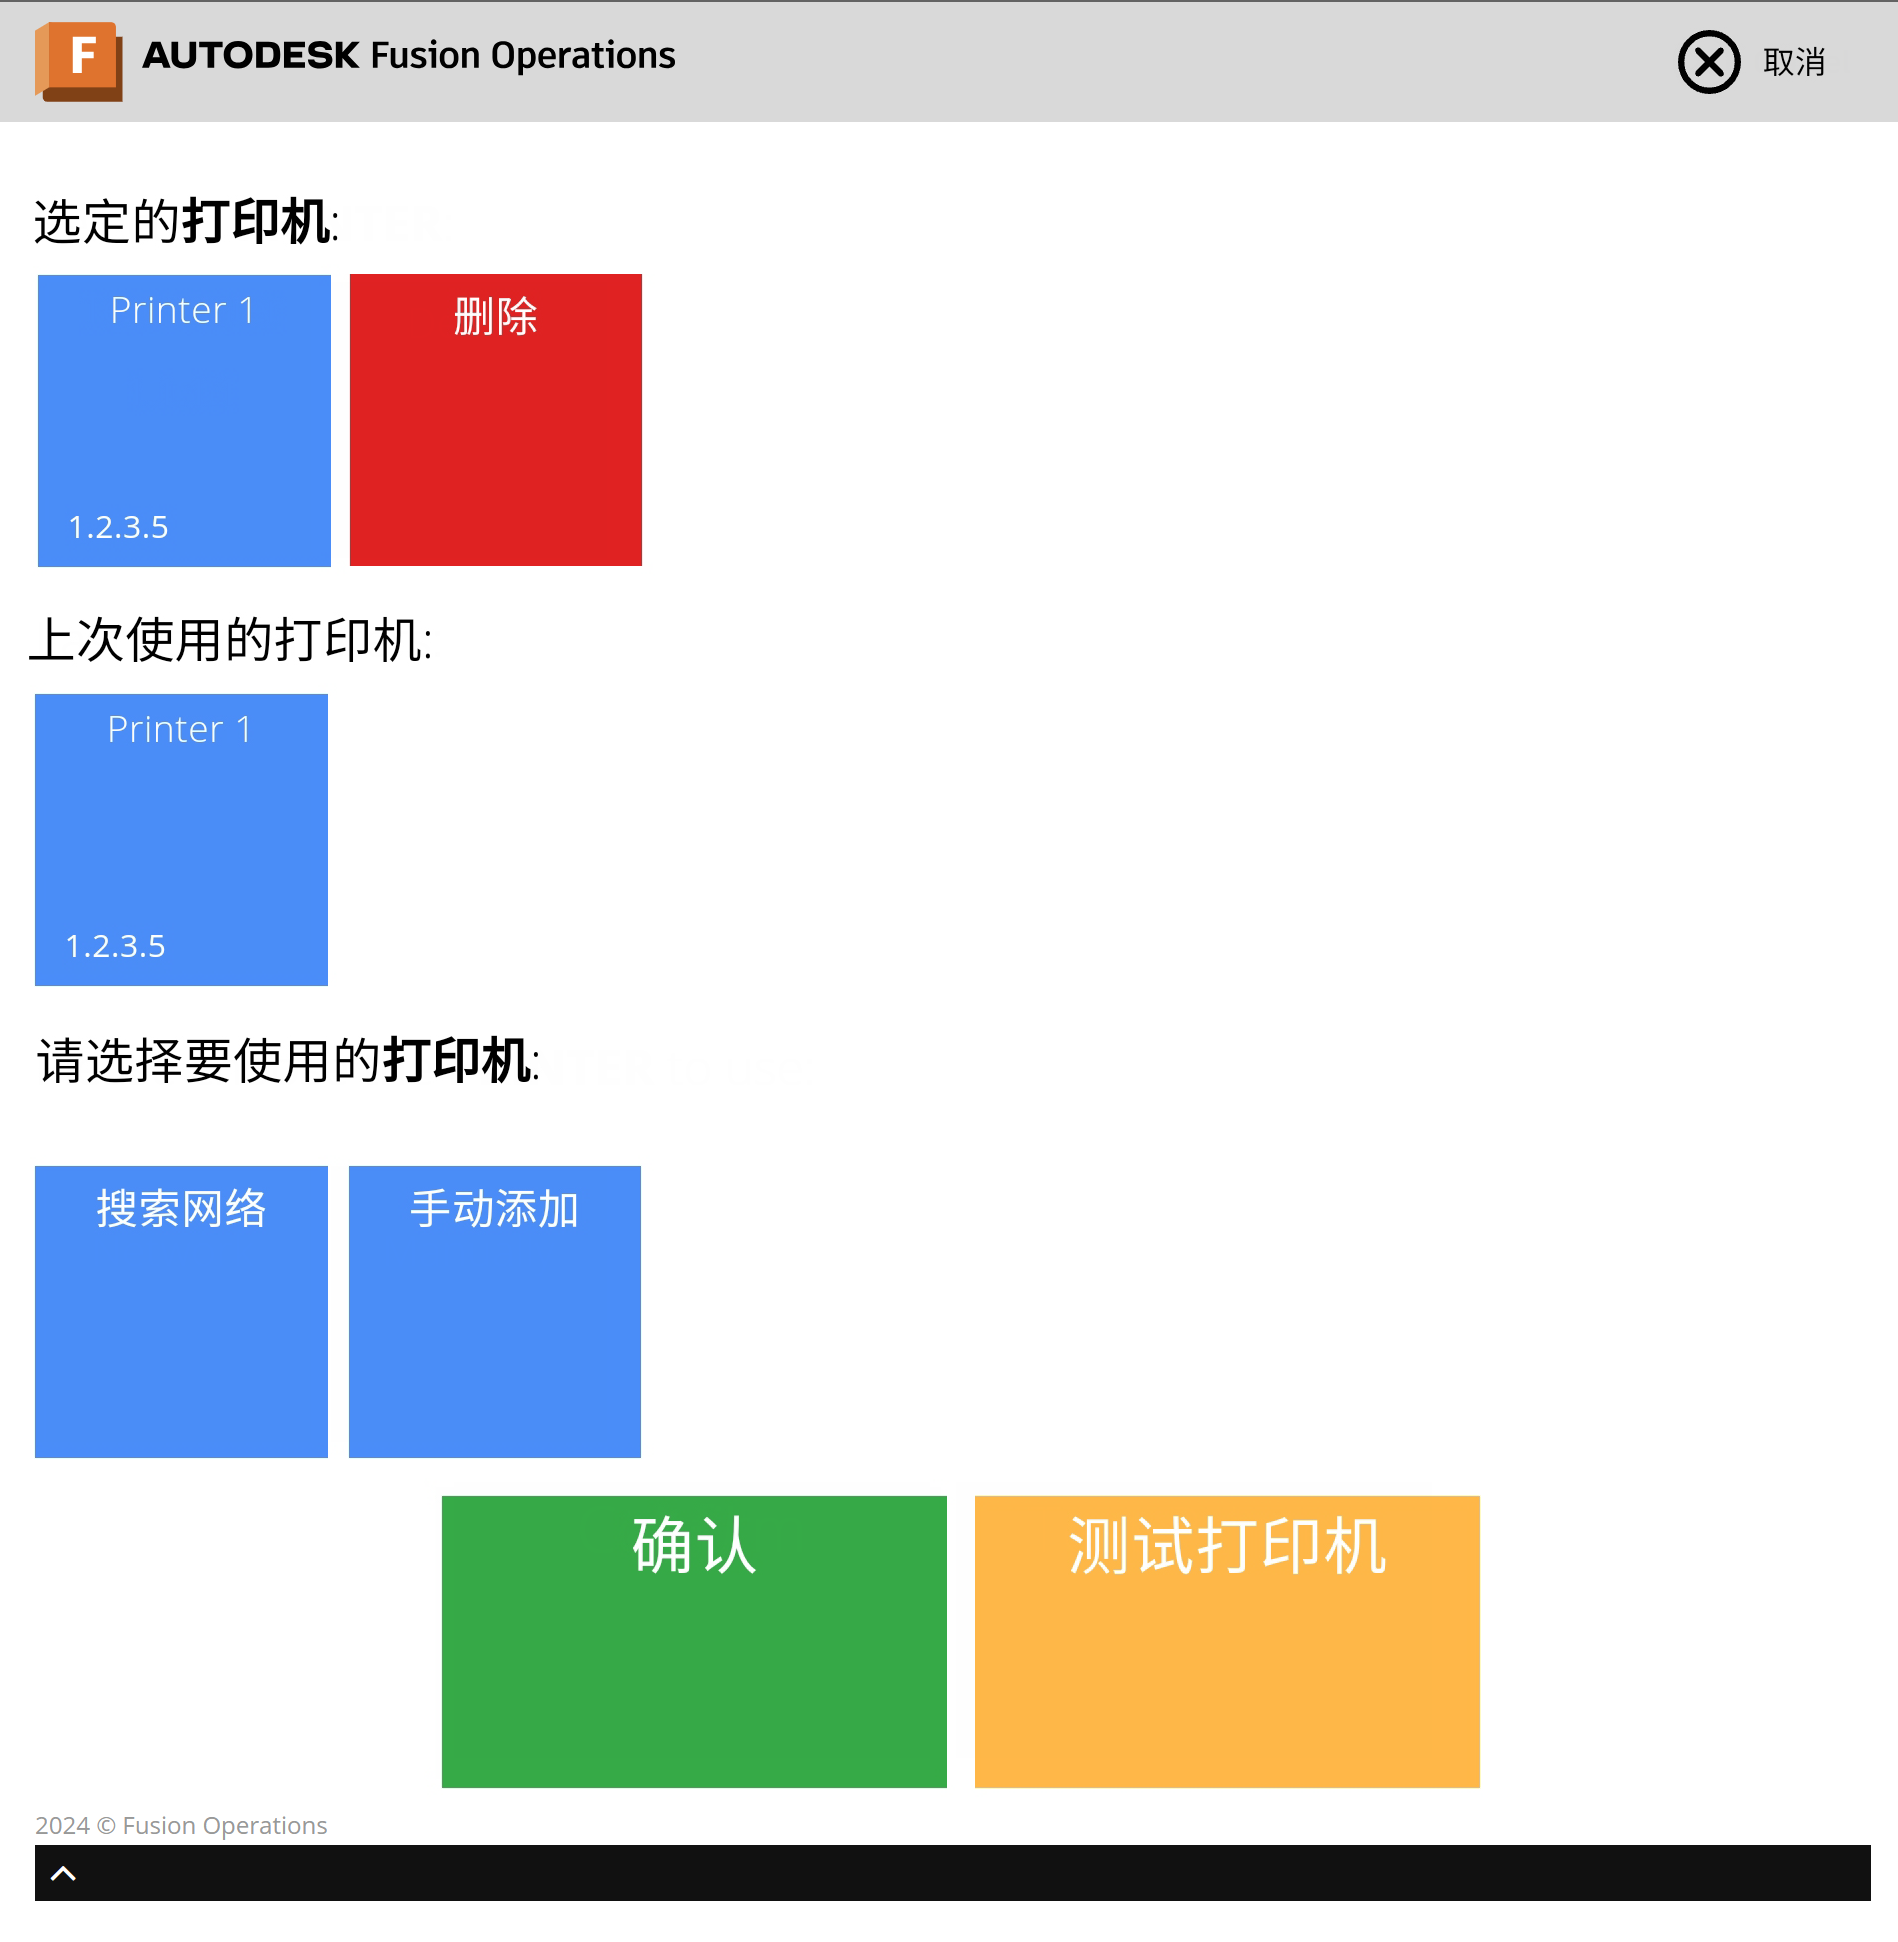 F AUTODESK Fusion Operations
取消
选定的打印机:
Printer 1
删除
1.2.3.5
上次使用的打印机:
Printer 1
1.2.3.5
请选择要使用的打印机:
搜索网络
手动添加
确认
测试打印机
2024 © Fusion Operations